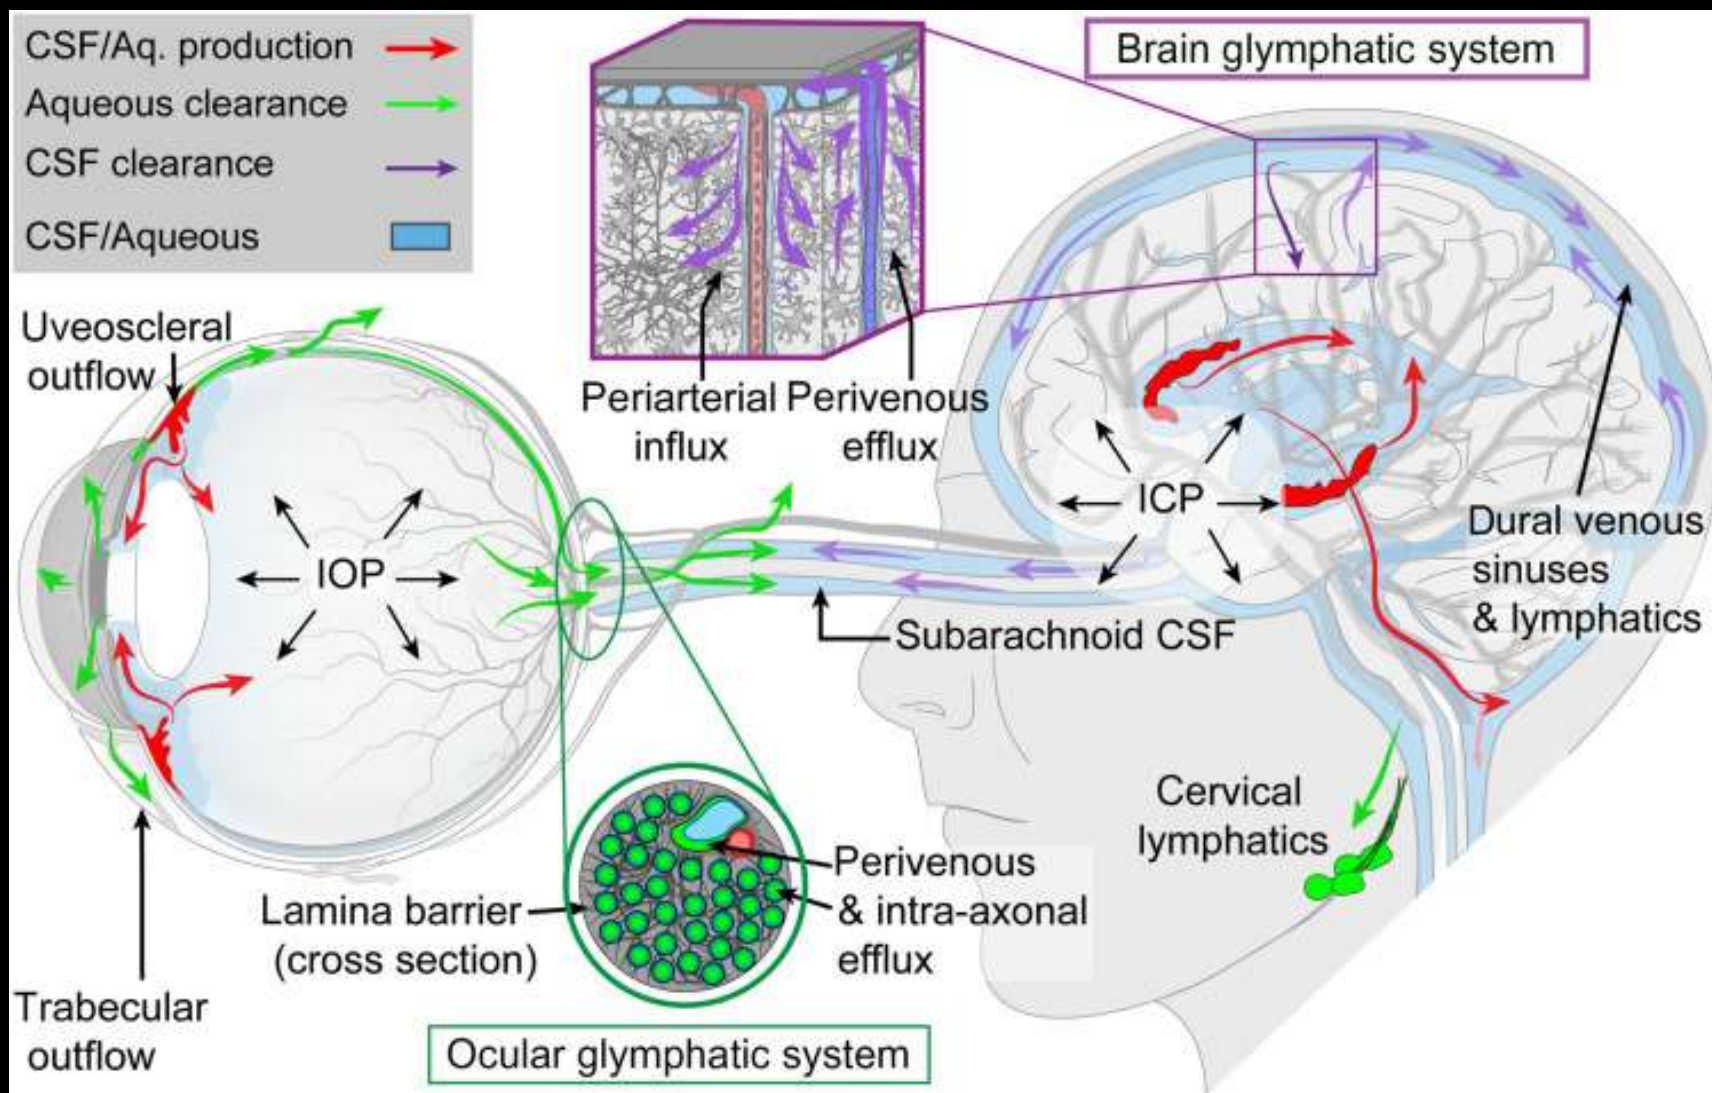 CSF/Aq. production
Aqueous clearance
CSF clearance
CSF/Aqueous
Brain glymphatic system
Uveoscleral
outflow
Periarterial
influx
Perivenous
efflux
IOP
ICP
Dural venous
sinuses
& lymphatics
Subarachnoid CSF
Cervical
lymphatics
Perivenous
& intra-axonal
efflux
Lamina barrier
(cross section)
Trabecular
outflow
Ocular glymphatic system